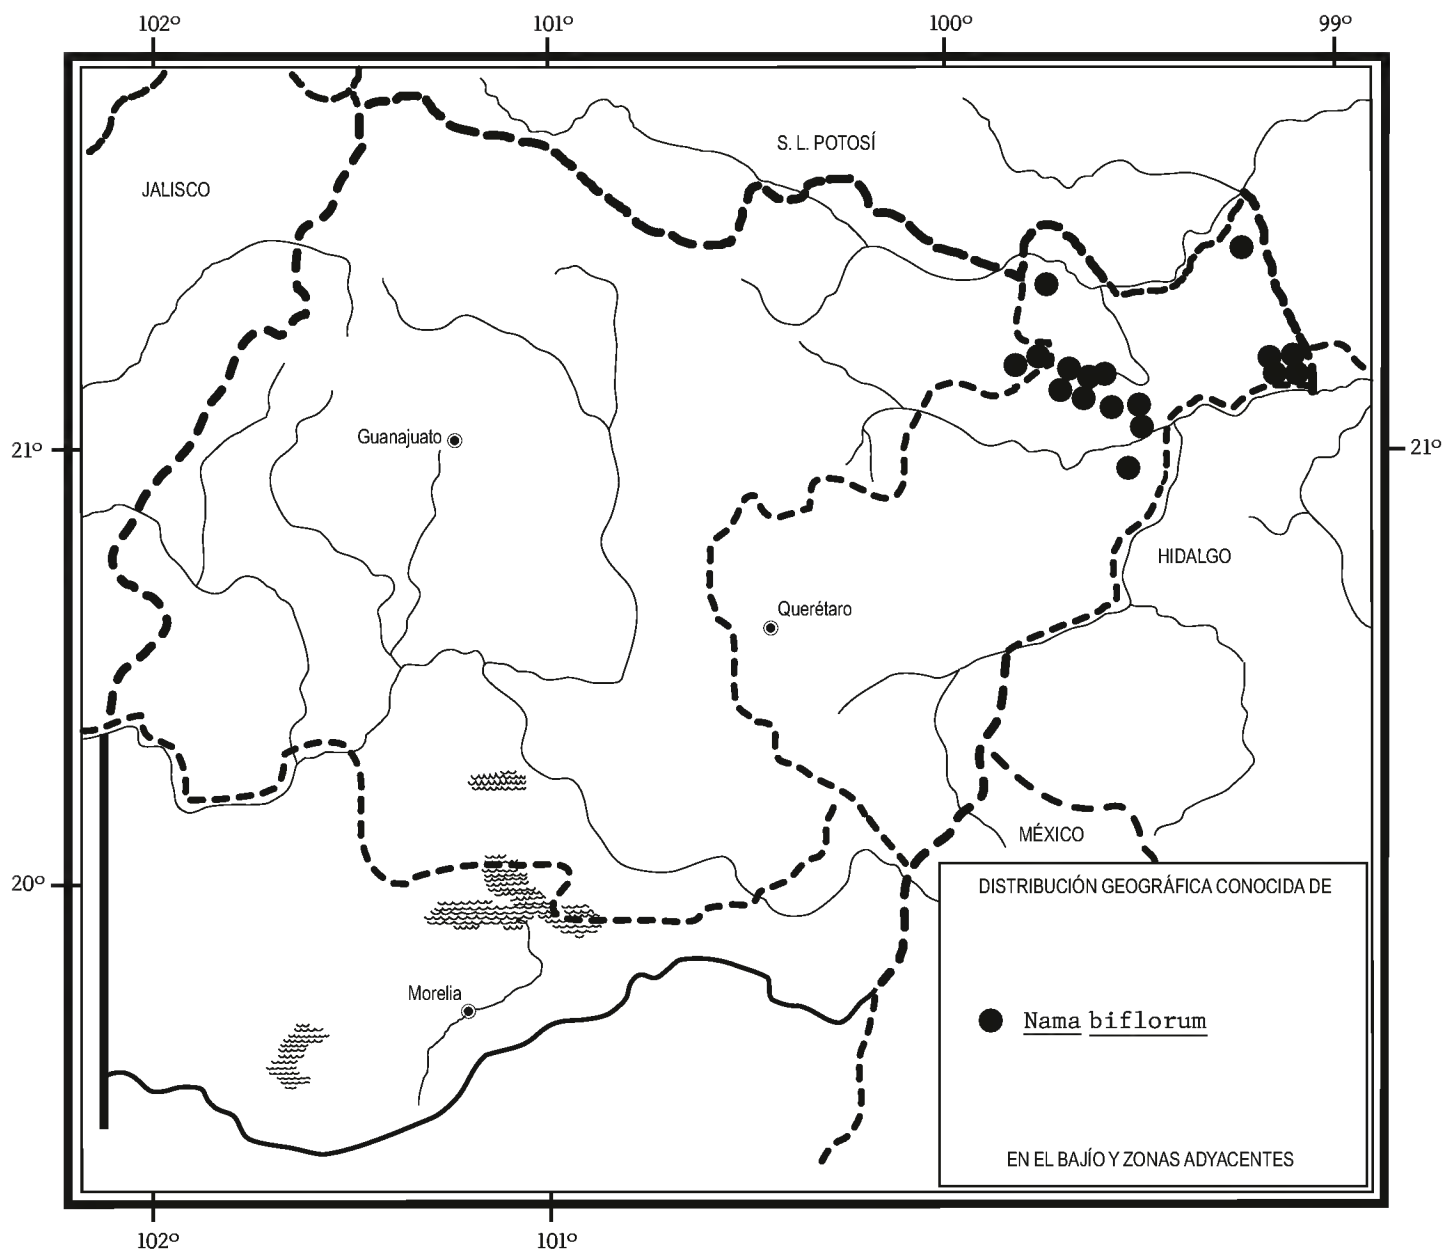 102º 101º 100º 99º
S. L. POTOSÍ
JALISCO
Guanajuato
21º 21º
HIDALGO
Querétaro
MÉXICO
20º
DISTRIBUCIÓN GEOGRÁFICA CONOCIDA DE
Morelia
Nama biflorum
EN EL BAJÍO Y ZONAS ADYACENTES
102º 101º